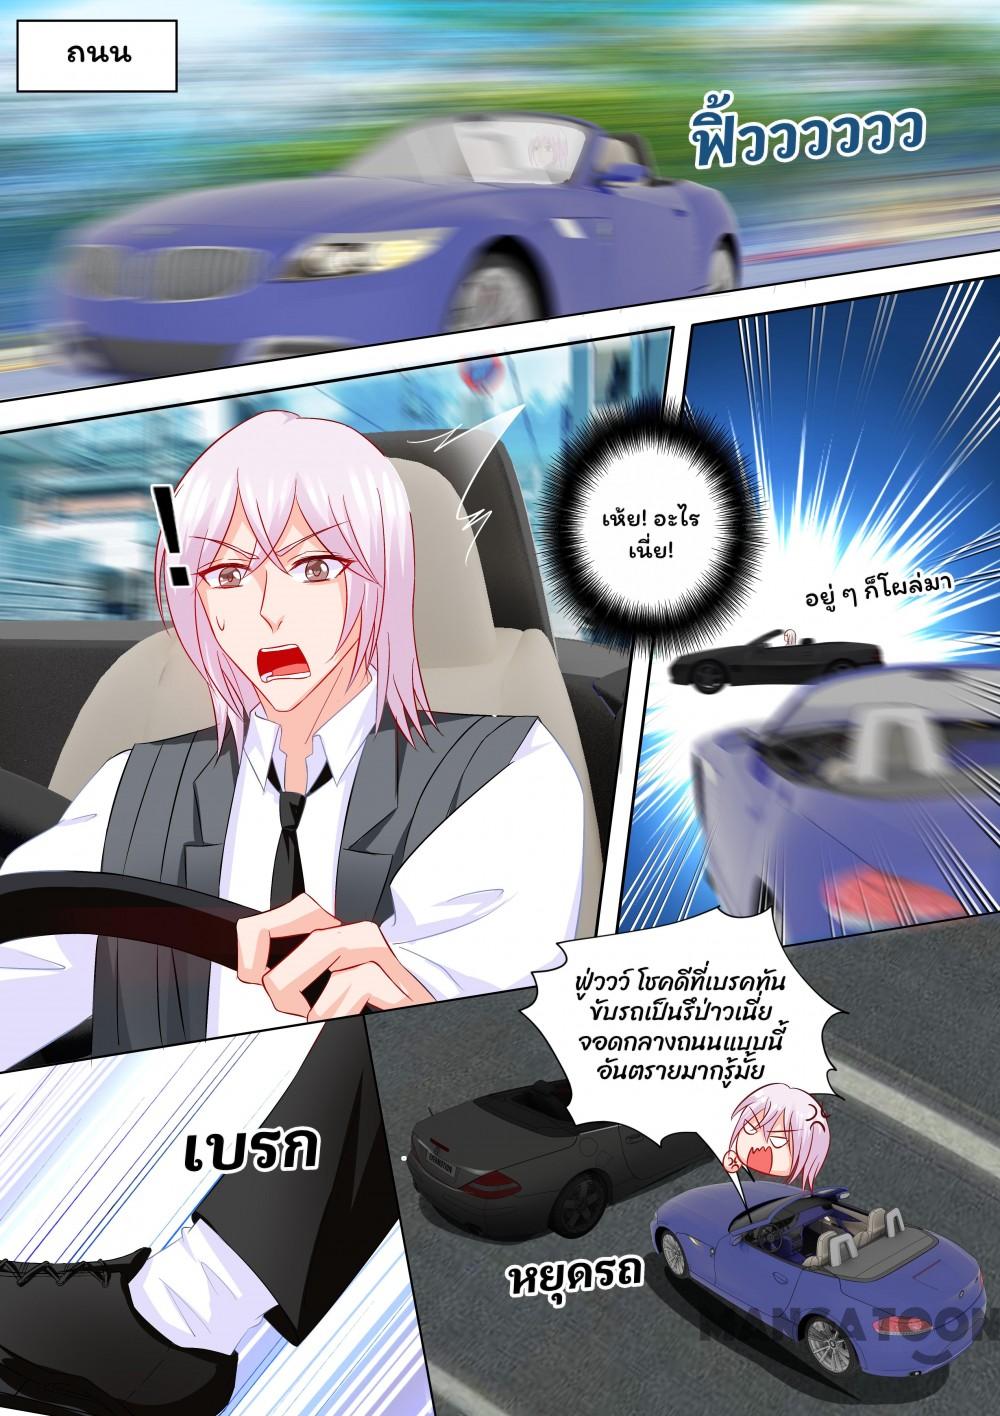 ถนน
ฟิ้ววววววว
!
เห้ย! อะไร
เนี่ย!
อยู่ ๆ ก็โผล่มา
ฟู่ววว์ โชคดีที่เบรคทัน
ขับรถเป็นรึป่าวเนี่ย
จอดกลางถนนแบบนี้
อันตรายมากรู้มั้ย
เบรก
หยุดรถ
MANGATOON